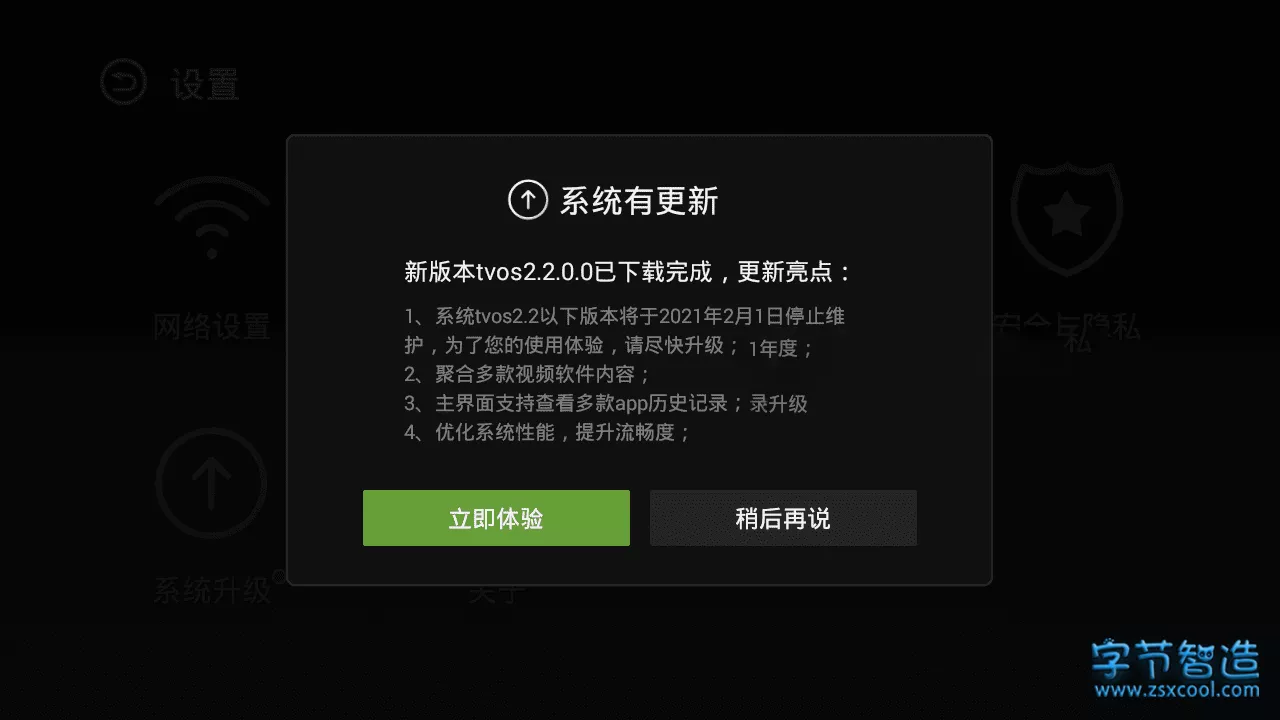 设置
系统有更新
新版本tvos2.2.0.0已下载完成，更新亮点：
1、系统tvos2.2以下版本将于2021年2月1日停止维
护，为了您的使用体验，请尽快升级；1年度；
2、聚合多款视频软件内容；
3、主界面支持查看多款app历史记录；录升级
4、优化系统性能，提升流畅度；
网络设置
安全与隐私
私
立即体验
稍后再说
系统升级
关于
字节智造
www.zsxcool.com